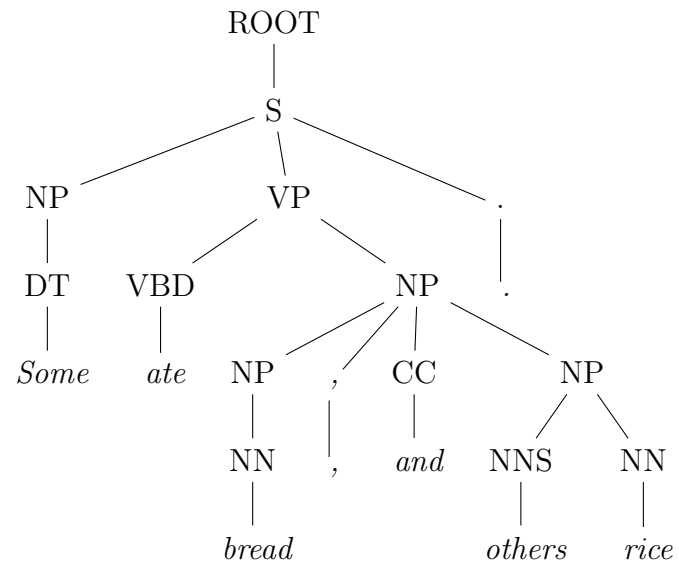 ROOT
S
NP VP .
DT VBD NP .
Some ate NP , CC NP
NN , and NNS NN
bread others rice